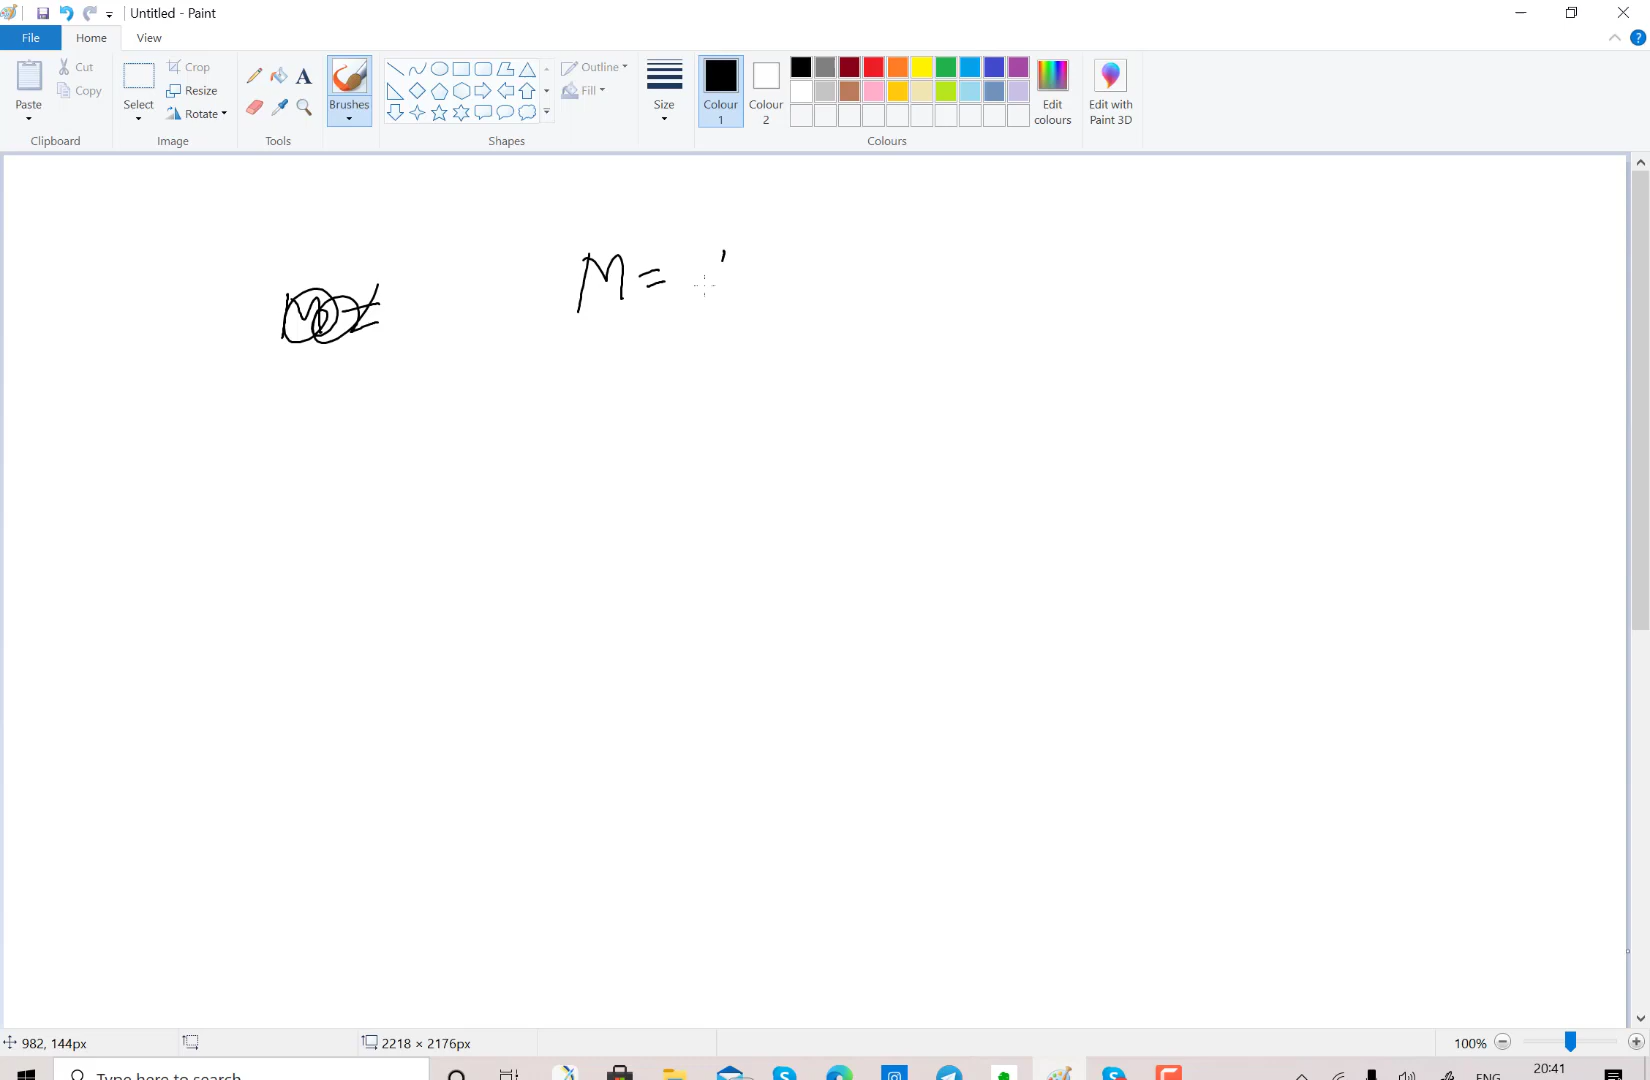 Untitled - Paint
File
Home
View
Paste
Cut
Copy
Clipboard
Select
Crop
Resize
Rotate
Image
Tools
Brushes
Outline
Fill
Shapes
Size
Colour 1
Colour 2
Edit colours
Edit with Paint 3D
Colours
M =
982, 144px
2218 × 2176px
100%
Type here to search
ENG
20:41